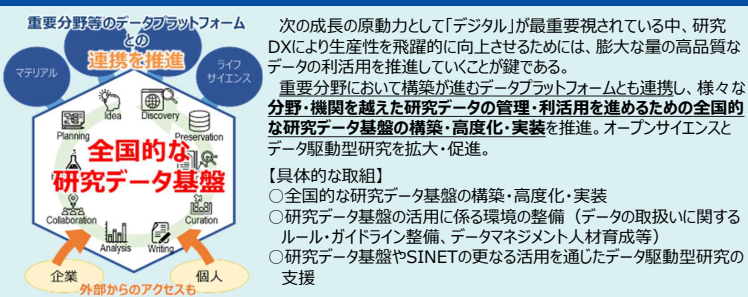 重要分野等のデータプラットフォーム
との
連携を推進
マテリアル
ライフ
サイエンス
Idea
Discovery
Planning
Preservation
全国的な
研究データ基盤
Collaboration
Curation
Analysis
Writing
企業
個人
外部からのアクセスも
次の成長の原動力として「デジタル」が最重要視されている中、研究
DXにより生産性を飛躍的に向上させるためには、膨大な量の高品質な
データの利活用を推進していくことが鍵である。
重要分野において構築が進むデータプラットフォームとも連携し、様々な
分野・機関を越えた研究データの管理・利活用を進めるための全国的
な研究データ基盤の構築・高度化・実装を推進。オープンサイエンスと
データ駆動型研究を拡大・促進。
【具体的な取組】
○全国的な研究データ基盤の構築・高度化・実装
○研究データ基盤の活用に係る環境の整備（データの取扱いに関する
ルール・ガイドライン整備、データマネジメント人材育成等）
○研究データ基盤やSINETの更なる活用を通じたデータ駆動型研究の
支援